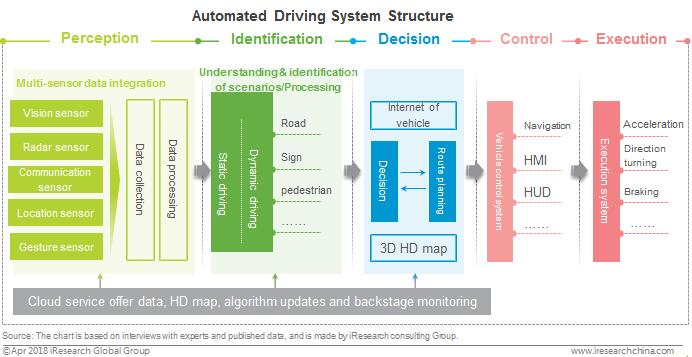 Automated Driving System Structure
Perception
Identification
Decision
Control
Execution
Multi-sensor data integration
Vision sensor
Radar sensor
Communication
sensor
Location sensor
Gesture sensor
Data collection
Data processing
Understanding & identification
of scenarios/Processing
Static driving
Dynamic driving
Road
Sign
pedestrian
……
Internet of
vehicle
Decision
Route planning
3D HD map
Vehicle control system
Navigation
HMI
HUD
……
Execution system
Acceleration
Direction
turning
Braking
……
Cloud service offer data, HD map, algorithm updates and backstage monitoring
Source: The chart is based on interviews with experts and published data, and is made by iResearch consulting Group.
©Apr 2018 iResearch Global Group
www.iresearchchina.com